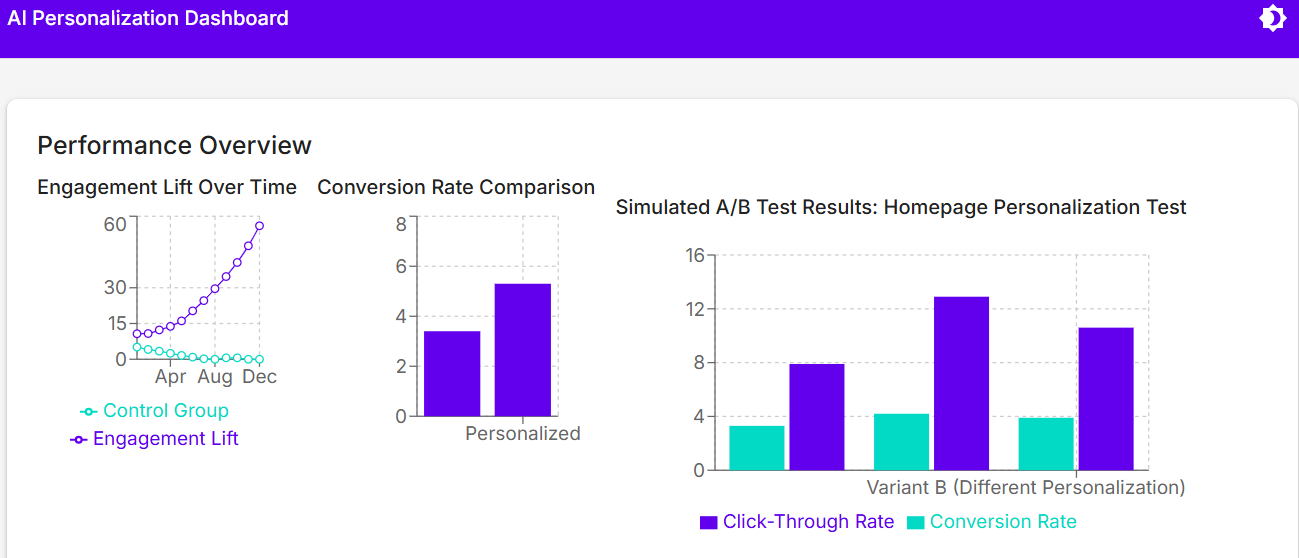 AI Personalization Dashboard
Performance Overview
Engagement Lift Over Time
60
30
15
0
Apr Aug Dec
Control Group
Engagement Lift
Conversion Rate Comparison
8
6
4
2
0
Personalized
Simulated A/B Test Results: Homepage Personalization Test
16
12
8
4
0
Variant B (Different Personalization)
Click-Through Rate Conversion Rate